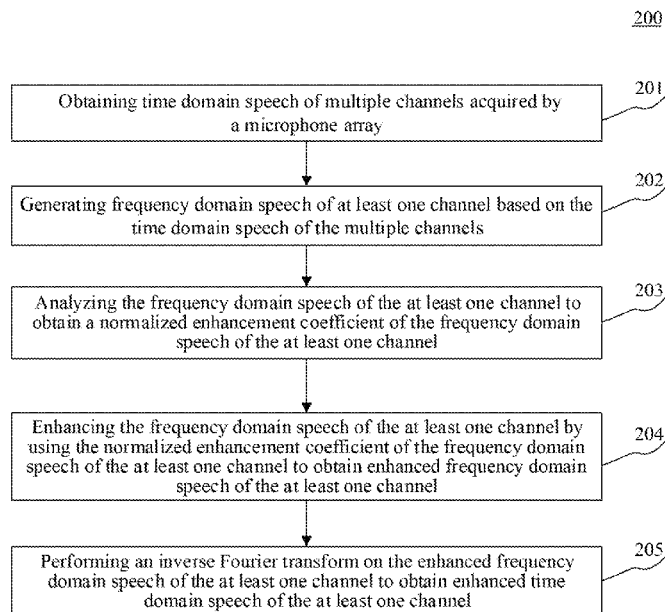 200
201
Obtaining time domain speech of multiple channels acquired by
a microphone array
202
Generating frequency domain speech of at least one channel based on the
time domain speech of the multiple channels
203
Analyzing the frequency domain speech of the at least one channel to
obtain a normalized enhancement coefficient of the frequency domain
speech of the at least one channel
204
Enhancing the frequency domain speech of the at least one channel by
using the normalized enhancement coefficient of the frequency domain
speech of the at least one channel to obtain enhanced frequency domain
speech of the at least one channel
205
Performing an inverse Fourier transform on the enhanced frequency
domain speech of the at least one channel to obtain enhanced time
domain speech of the at least one channel